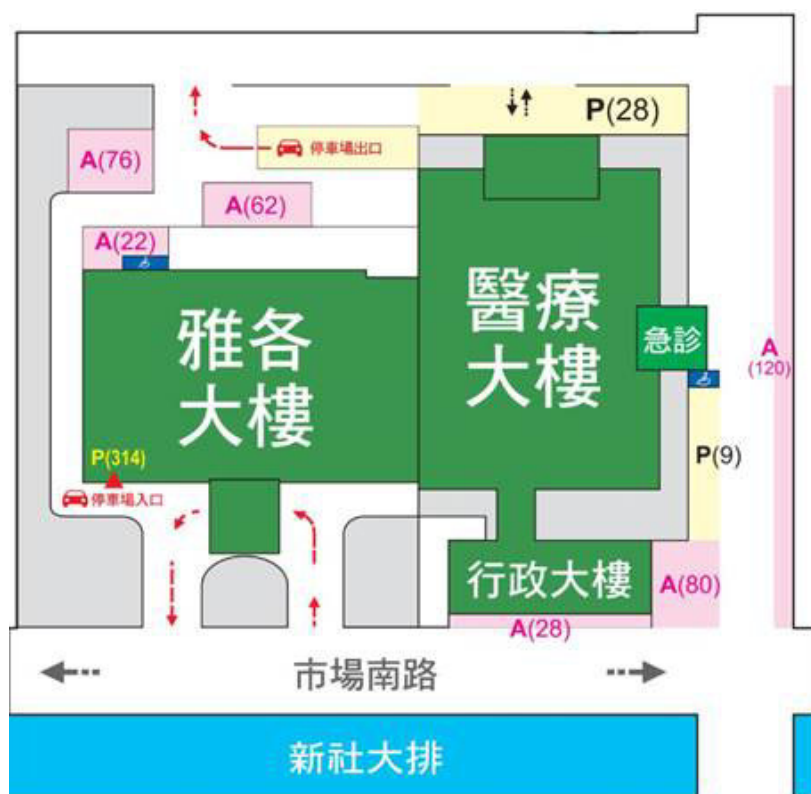 P(28)
停車場出口
A(76)
A(62)
A(22)
雅各
大樓
醫療
大樓
急診
A
(120)
P(314)
停車場入口
P(9)
行政大樓
A(80)
A(28)
市場南路
新社大排